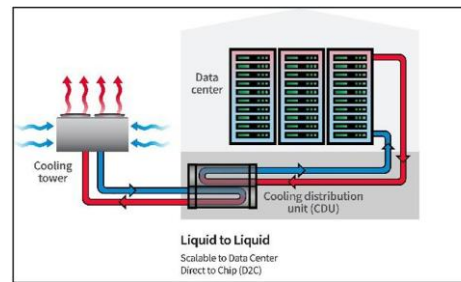 Data
center
Cooling
tower
Cooling distribution
unit (CDU)
Liquid to Liquid
Scalable to Data Center
Direct to Chip (D2C)